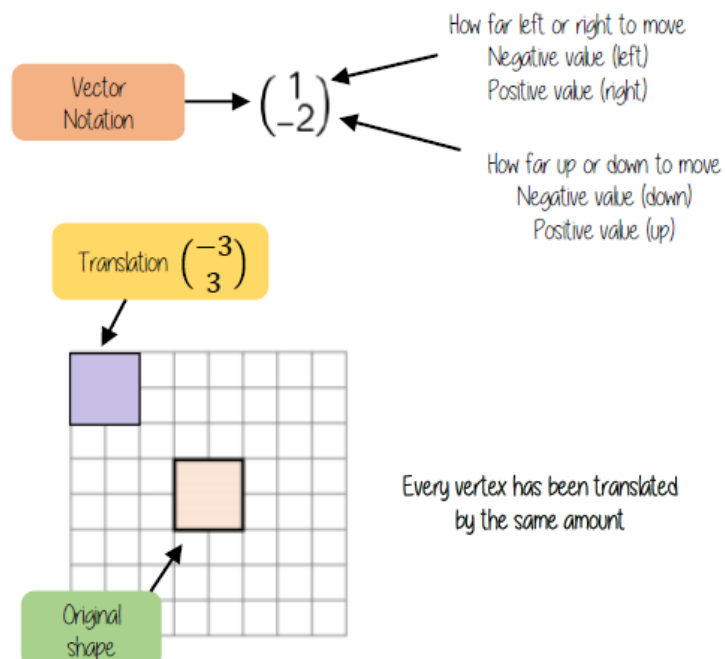 How far left or right to move
Negative value (left)
Positive value (right)
Vector
Notation
(1
-2)
How far up or down to move
Negative value (down)
Positive value (up)
Translation (-3
3)
Every vertex has been translated
by the same amount
Original
shape